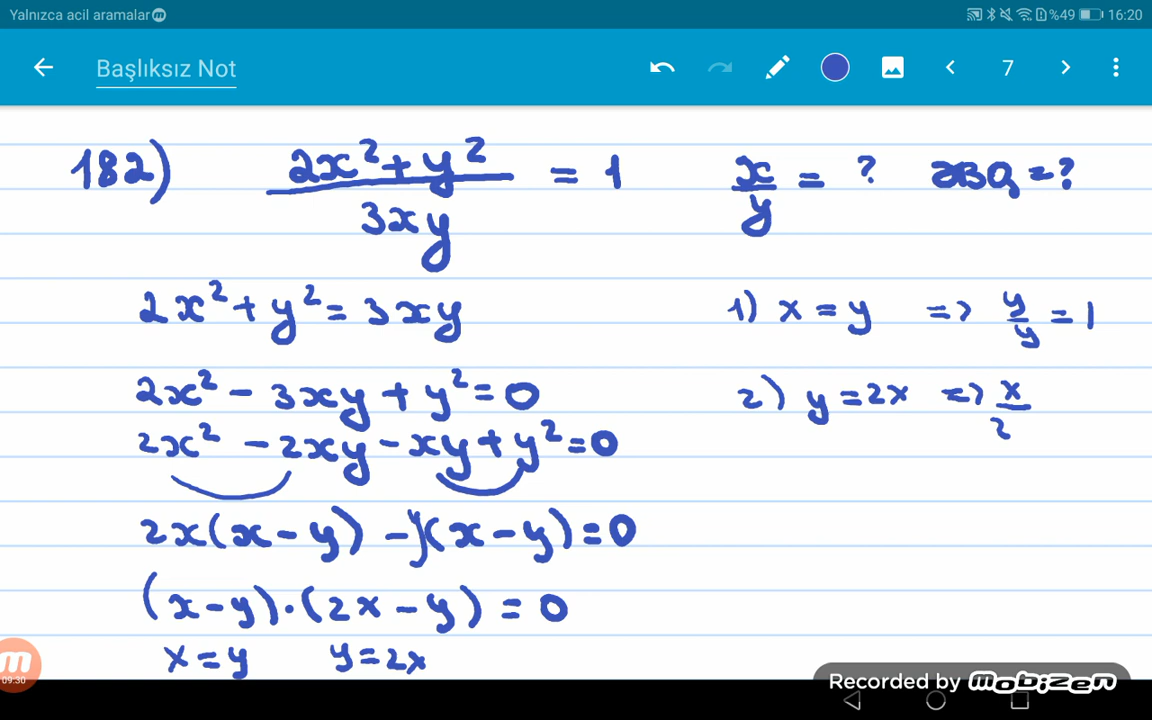 Yalnızca acil aramalar %49 16:20
Başlıksız Not 7
182) 2x²+y² / 3xy = 1 x/y = ?
2x²+y²=3xy 1) x=y => y/y = 1
2x²-3xy+y²=0 2) y=2x => x/2
2x²-2xy-xy+y²=0
2x(x-y)-y(x-y)=0
(x-y)·(2x-y)=0
x=y y=2x
09:30
Recorded by mobizen